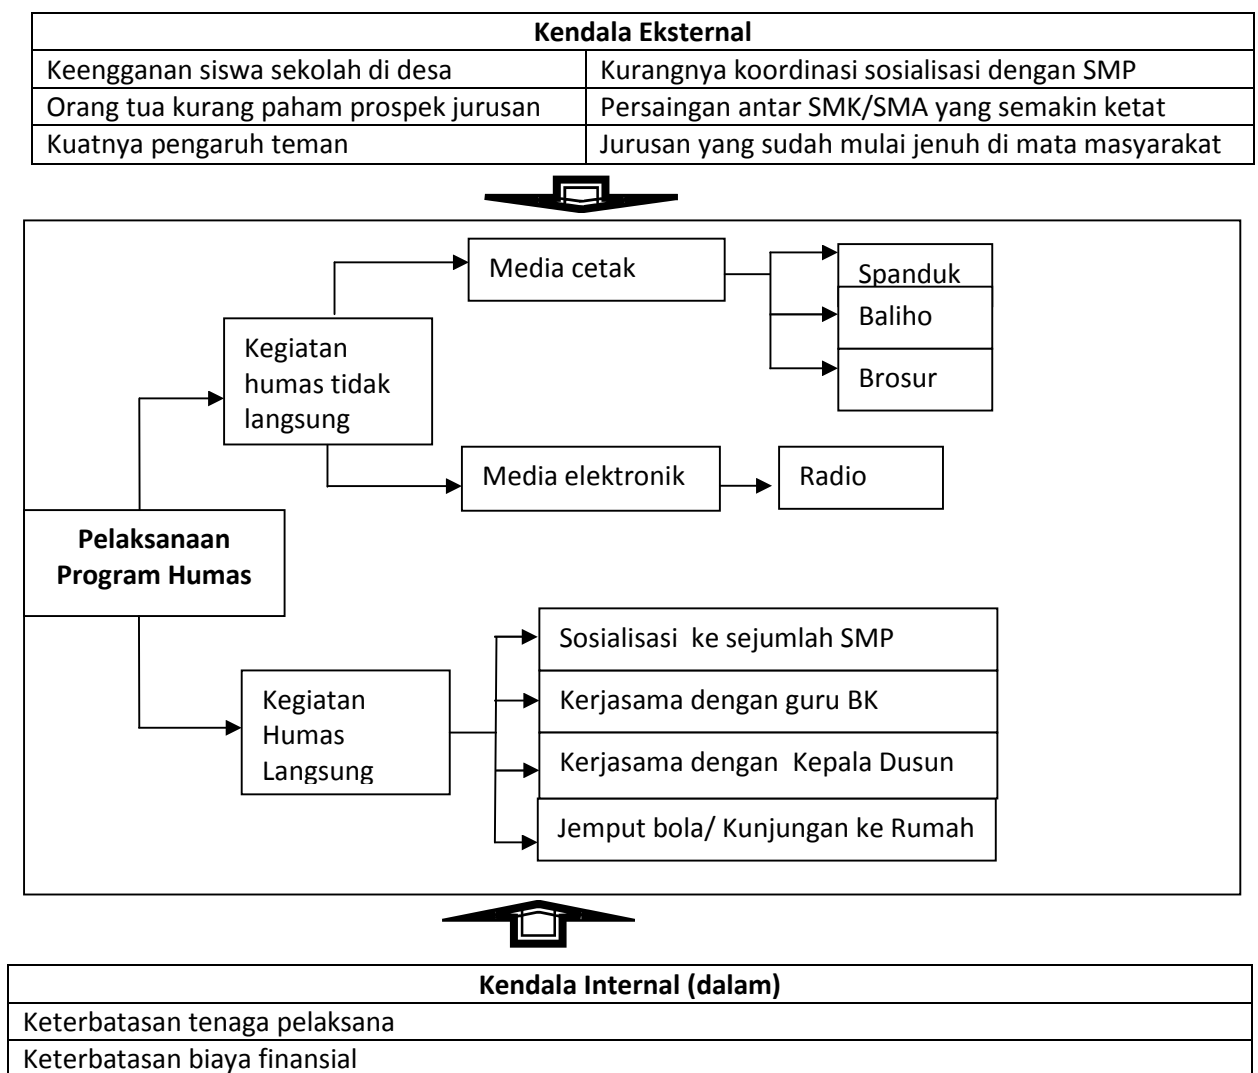 Kendala Eksternal
Keengganan siswa sekolah di desa
Kurangnya koordinasi sosialisasi dengan SMP
Orang tua kurang paham prospek jurusan
Persaingan antar SMK/SMA yang semakin ketat
Kuatnya pengaruh teman
Jurusan yang sudah mulai jenuh di mata masyarakat
Media cetak
Spanduk
Baliho
Brosur
Kegiatan
humas tidak
langsung
Media elektronik
Radio
Pelaksanaan
Program Humas
Sosialisasi ke sejumlah SMP
Kegiatan
Humas
Langsung
Kerjasama dengan guru BK
Kerjasama dengan Kepala Dusun
Jemput bola/ Kunjungan ke Rumah
Kendala Internal (dalam)
Keterbatasan tenaga pelaksana
Keterbatasan biaya finansial